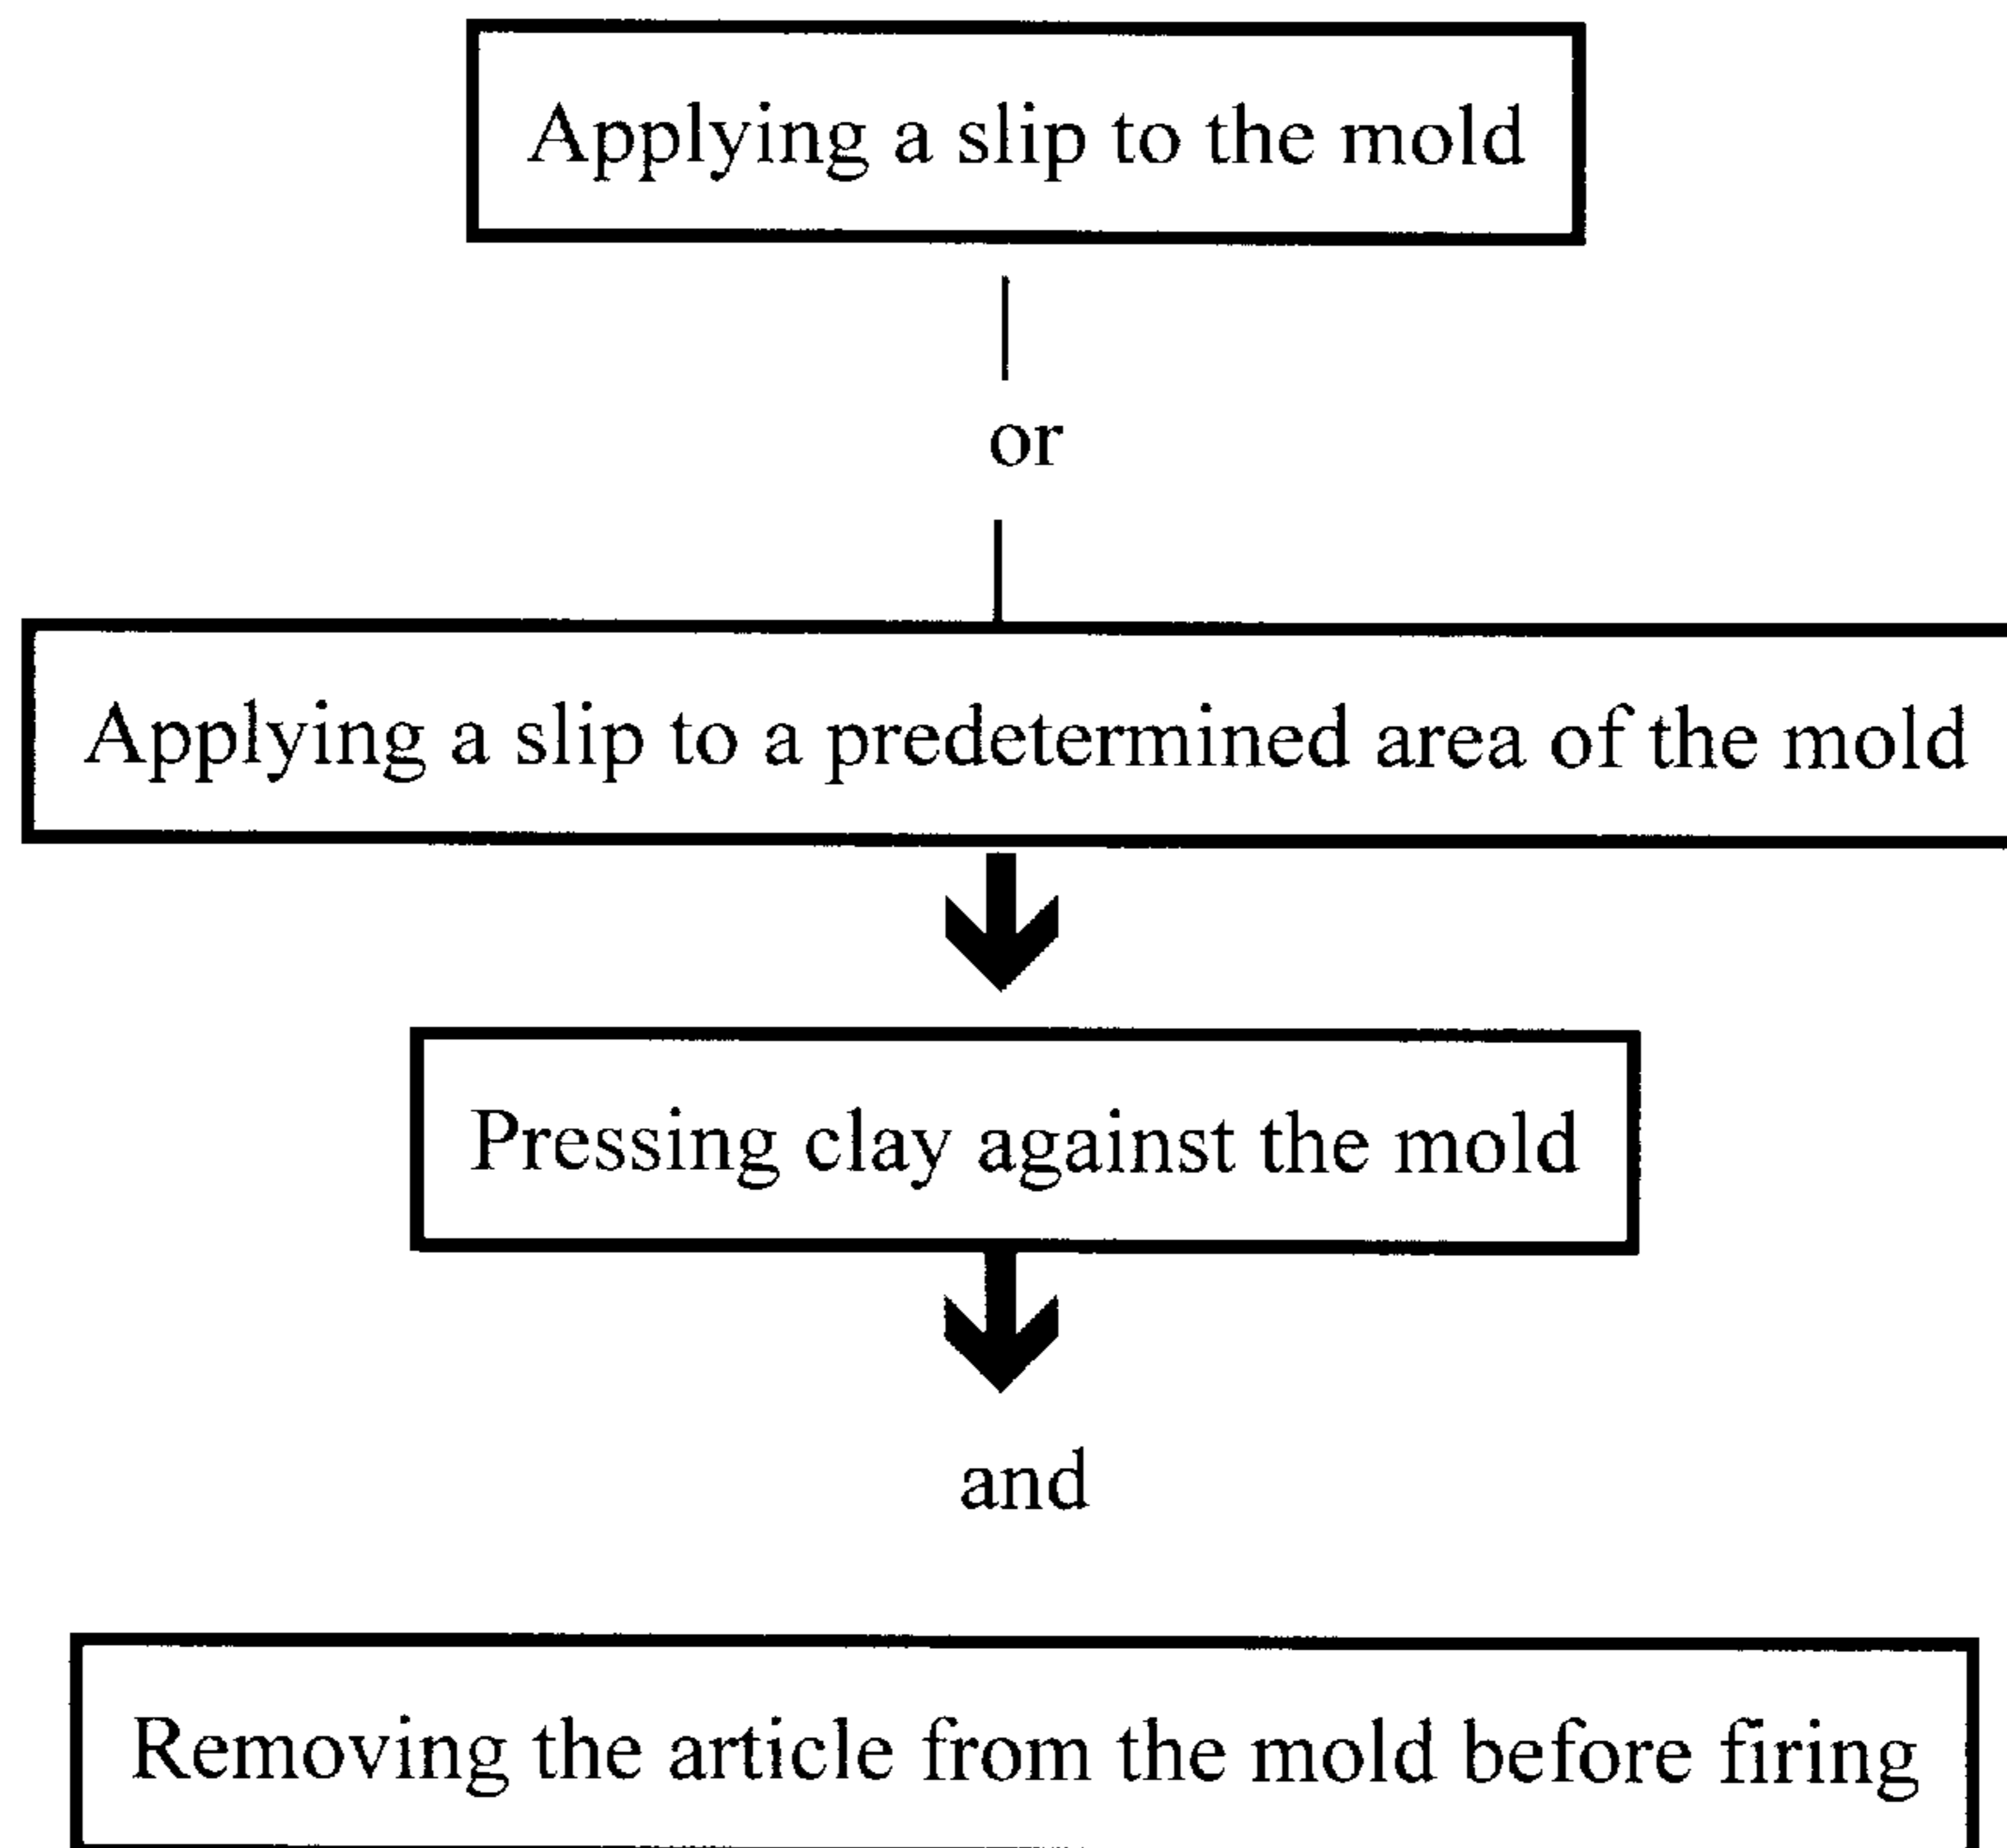 Applying a slip to the mold
or
Applying a slip to a predetermined area of the mold
Pressing clay against the mold
and
Removing the article from the mold before firing